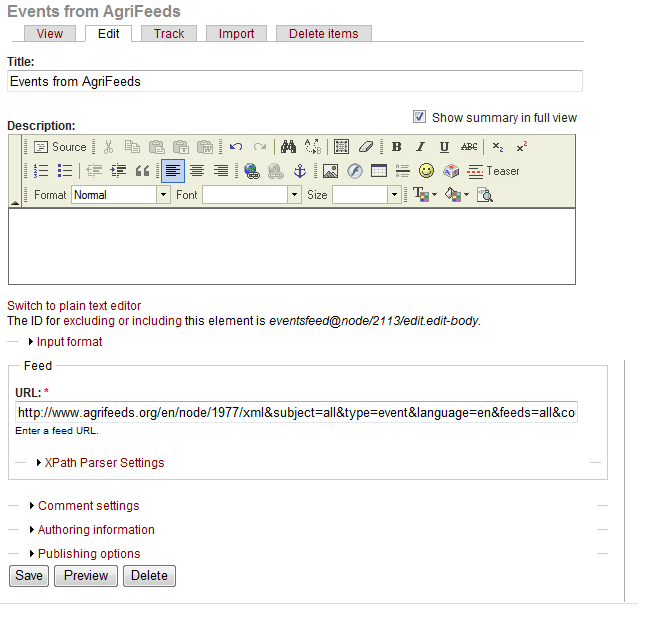 Events from AgriFeeds
View Edit Track Import Delete items
Title:
Events from AgriFeeds
Show summary in full view
Description:
Source B I U ABC x₂ x²
Teaser
Format Normal Font Size
Switch to plain text editor
The ID for excluding or including this element is eventsfeed@node/2113/edit.edit-body.
Input format
Feed
URL: *
http://www.agrifeeds.org/en/node/1977/xml&subject=all&type=event&language=en&feeds=all&co
Enter a feed URL.
XPath Parser Settings
Comment settings
Authoring information
Publishing options
Save Preview Delete